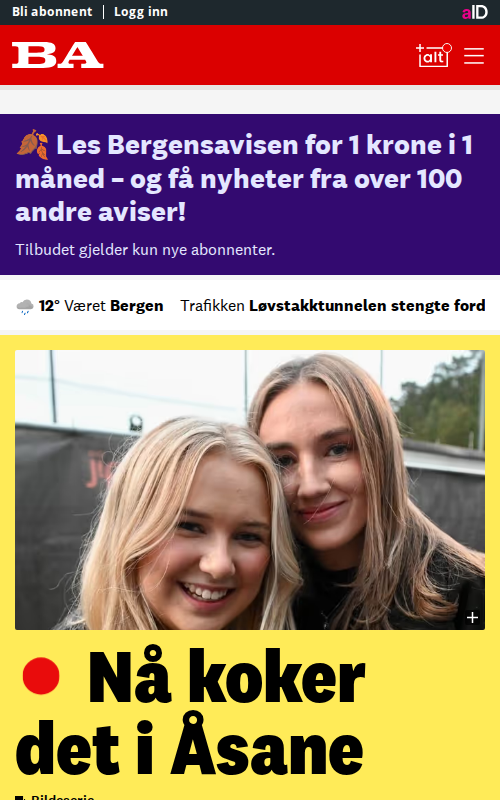 Bli abonnent | Logg inn
aID
BA
+alt
🍂 Les Bergensavisen for 1 krone i 1
måned – og få nyheter fra over 100
andre aviser!
Tilbudet gjelder kun nye abonnenter.
12° Været Bergen Trafikken Løvstakktunnelen stengte ford
+
Nå koker
det i Åsane
Bildeserie